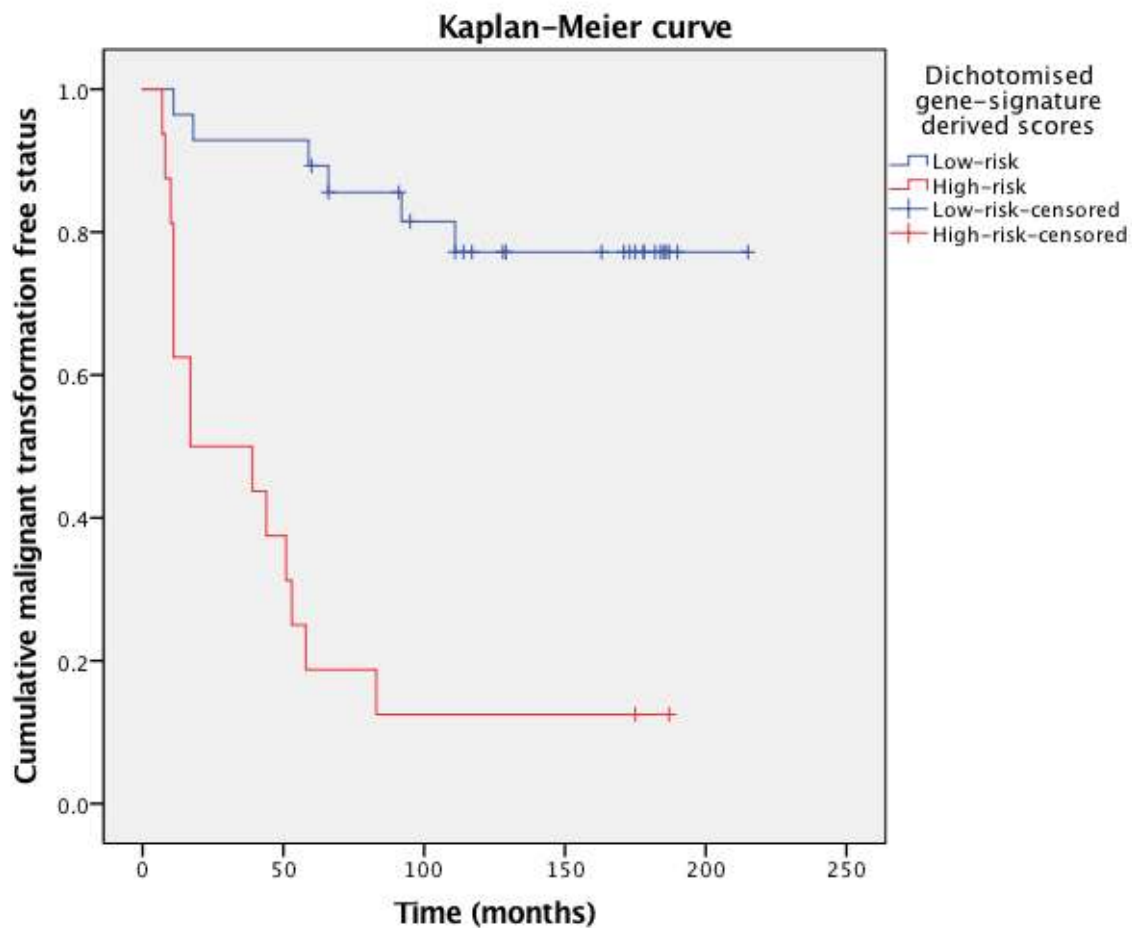 Kaplan–Meier curve
Cumulative malignant transformation free status
1.0
0.8
0.6
0.4
0.2
0.0
0 50 100 150 200 250
Time (months)
Dichotomised
gene–signature
derived scores
Low–risk
High–risk
Low–risk–censored
High–risk–censored